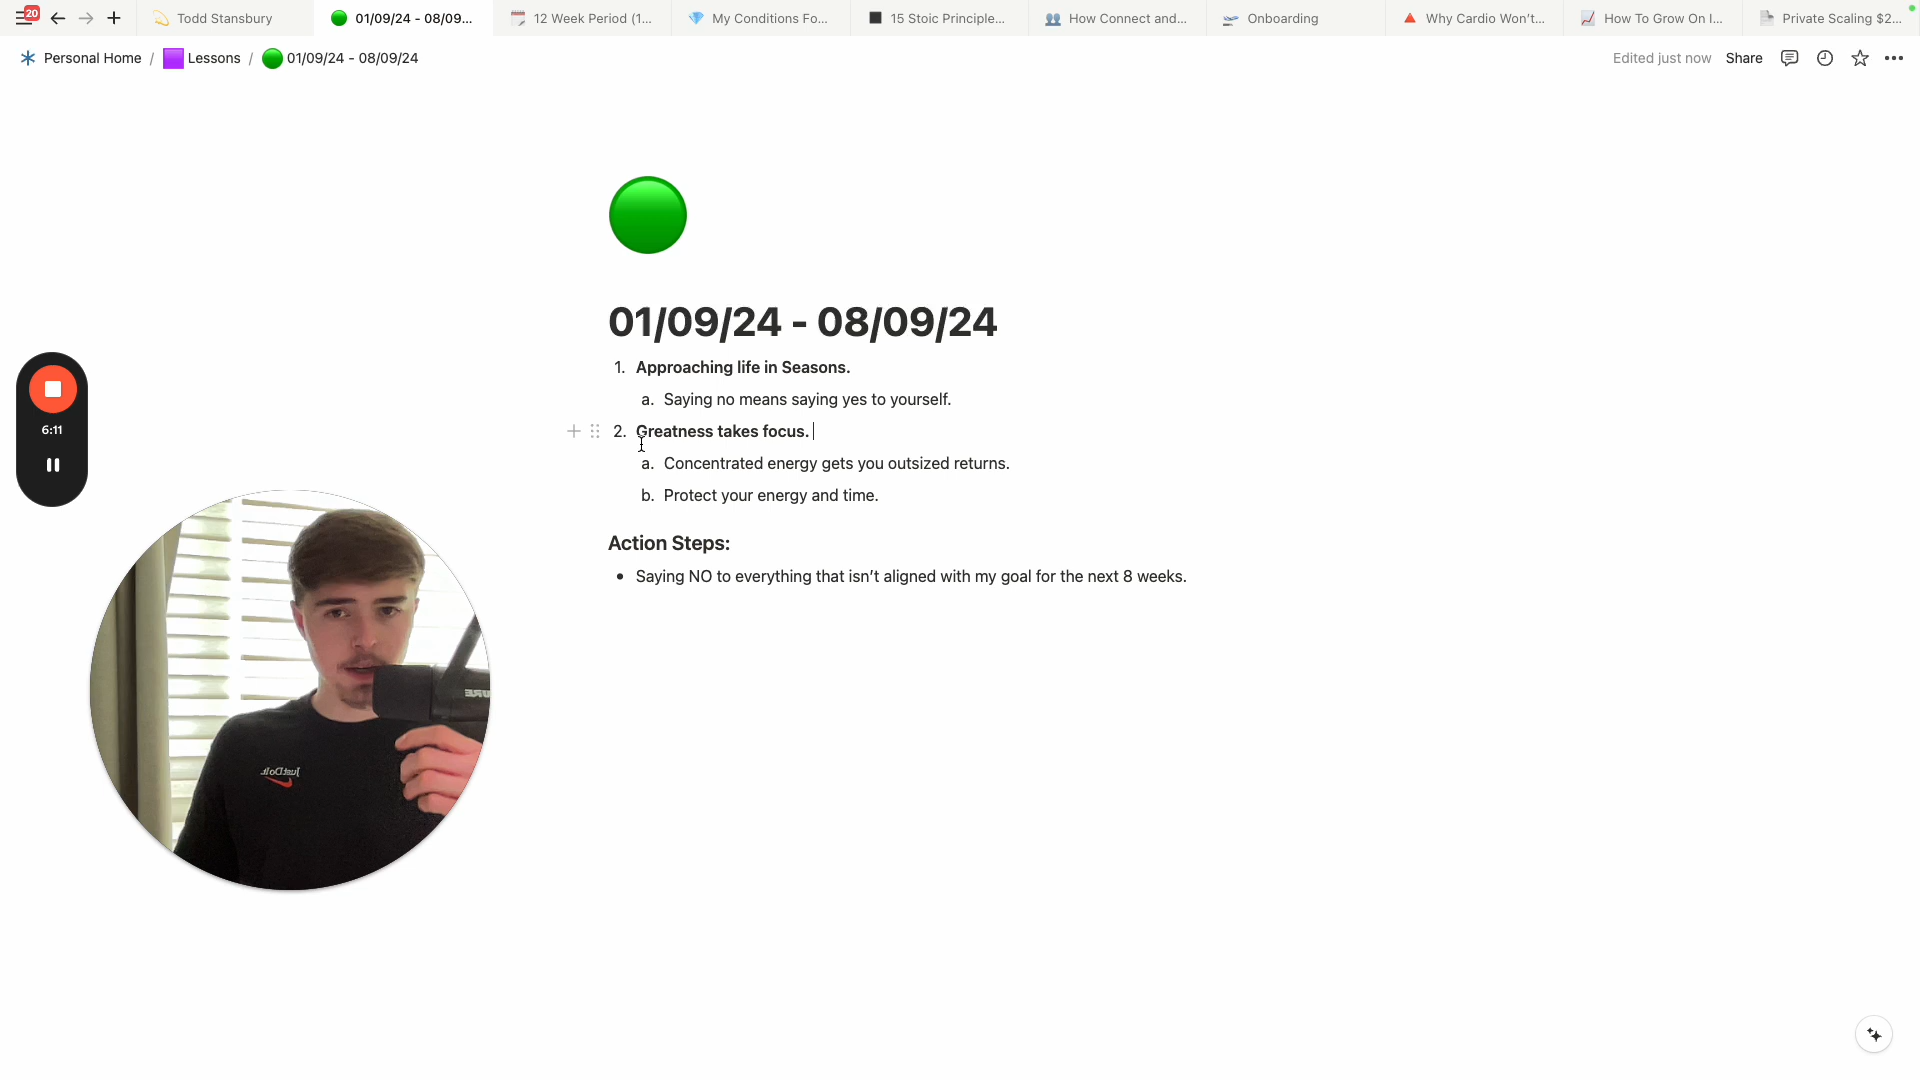 20
Todd Stansbury
01/09/24 - 08/09...
12 Week Period (1...
My Conditions Fo...
15 Stoic Principle...
How Connect and...
Onboarding
Why Cardio Won't...
How To Grow On I...
Private Scaling $2...
Personal Home / Lessons / 01/09/24 - 08/09/24
Edited just now
Share
01/09/24 - 08/09/24
1. Approaching life in Seasons.
a. Saying no means saying yes to yourself.
2. Greatness takes focus.
a. Concentrated energy gets you outsized returns.
b. Protect your energy and time.
Action Steps:
• Saying NO to everything that isn't aligned with my goal for the next 8 weeks.
6:11
Just Do It.